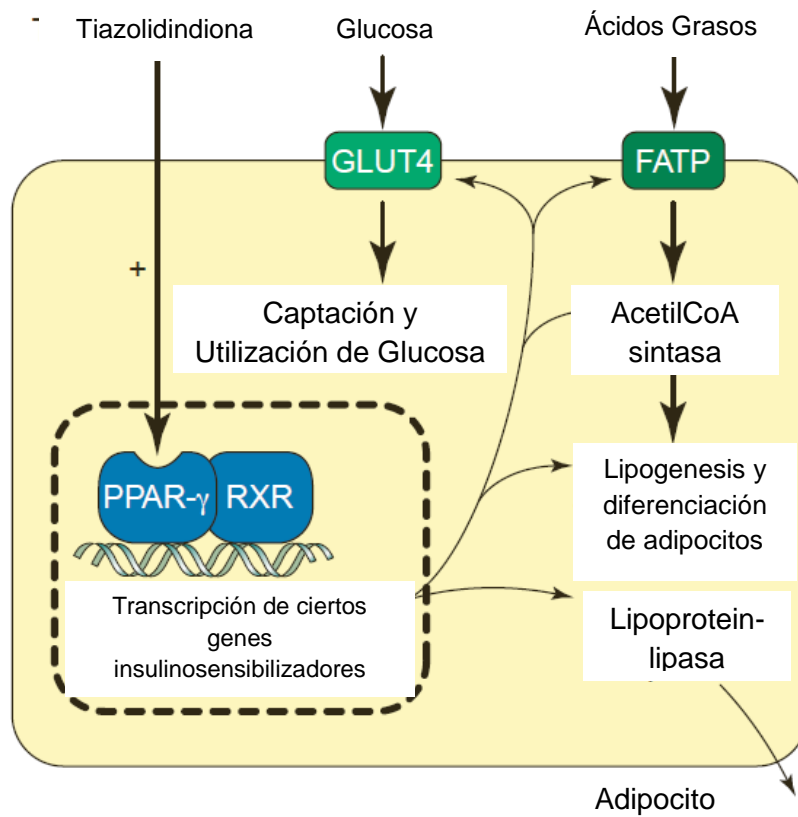 Tiazolidindiona
Glucosa
Ácidos Grasos
GLUT4
FATP
+
Captación y
Utilización de Glucosa
AcetilCoA
sintasa
PPAR-γ
RXR
Lipogenesis y
diferenciación
de adipocitos
Transcripción de ciertos
genes
insulinosensibilizadores
Lipoprotein-
lipasa
Adipocito